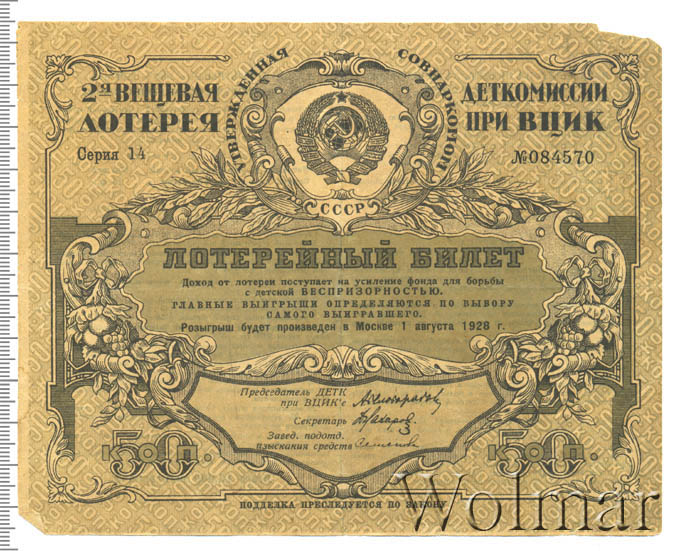 2я ВЕЩЕВАЯ
ЛОТЕРЕЯ
Серия 14
УТВЕРЖДЕННАЯ СОВНАРКОМОМ
СССР
ДЕТКОМИССИИ
ПРИ ВЦИК
№084570
ЛОТЕРЕЙНЫЙ БИЛЕТ
Доход от лотереи поступает на усиление фонда для борьбы
с детской БЕСПРИЗОРНОСТЬЮ.
ГЛАВНЫЕ ВЫИГРЫШИ ОПРЕДЕЛЯЮТСЯ ПО ВЫБОРУ
САМОГО ВЫИГРАВШЕГО.
Розыгрыш будет произведен в Москве 1 августа 1928 г.
Председатель ДЕТК
при ВЦИК'е
Секретарь
Завед. подотд.
взыскания средств
50 К.
50 К.
ПОДДЕЛКА ПРЕСЛЕДУЕТСЯ ПО ЗАКОНУ
Wolmar